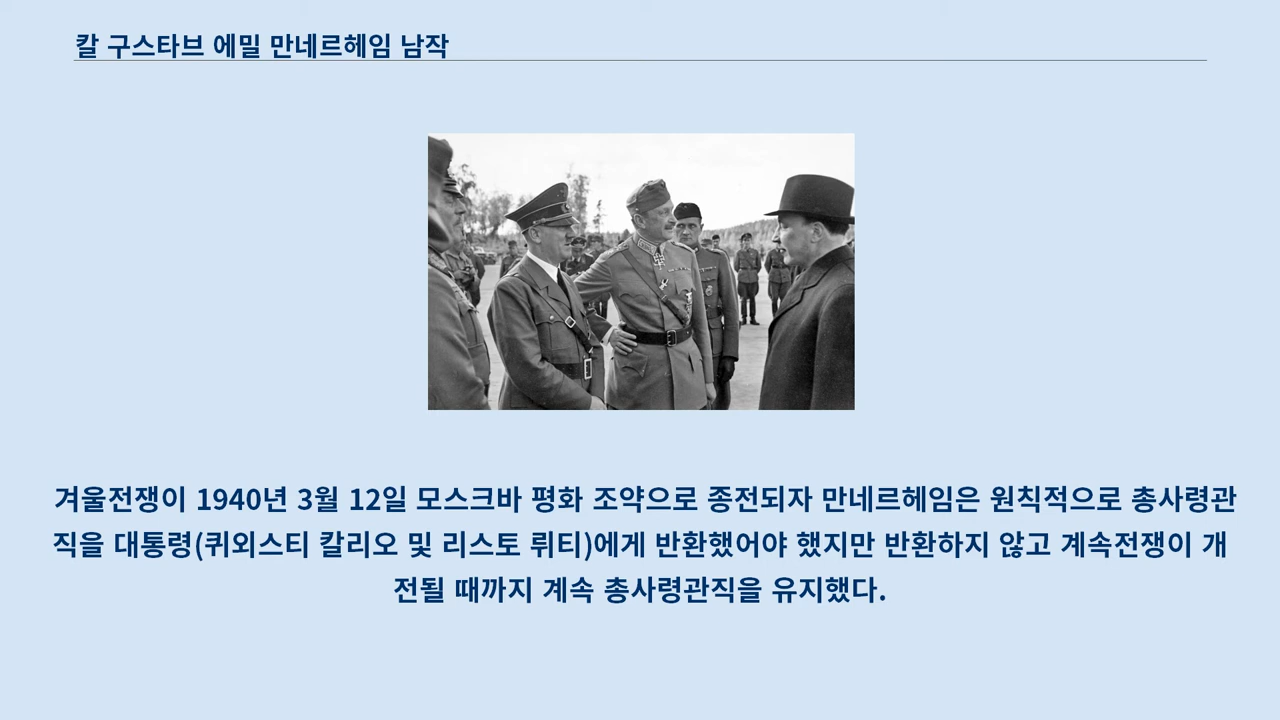 칼 구스타브 에밀 만네르헤임 남작
겨울전쟁이 1940년 3월 12일 모스크바 평화 조약으로 종전되자 만네르헤임은 원칙적으로 총사령관
직을 대통령(퀴외스티 칼리오 및 리스토 뤼티)에게 반환했어야 했지만 반환하지 않고 계속전쟁이 개
전될 때까지 계속 총사령관직을 유지했다.